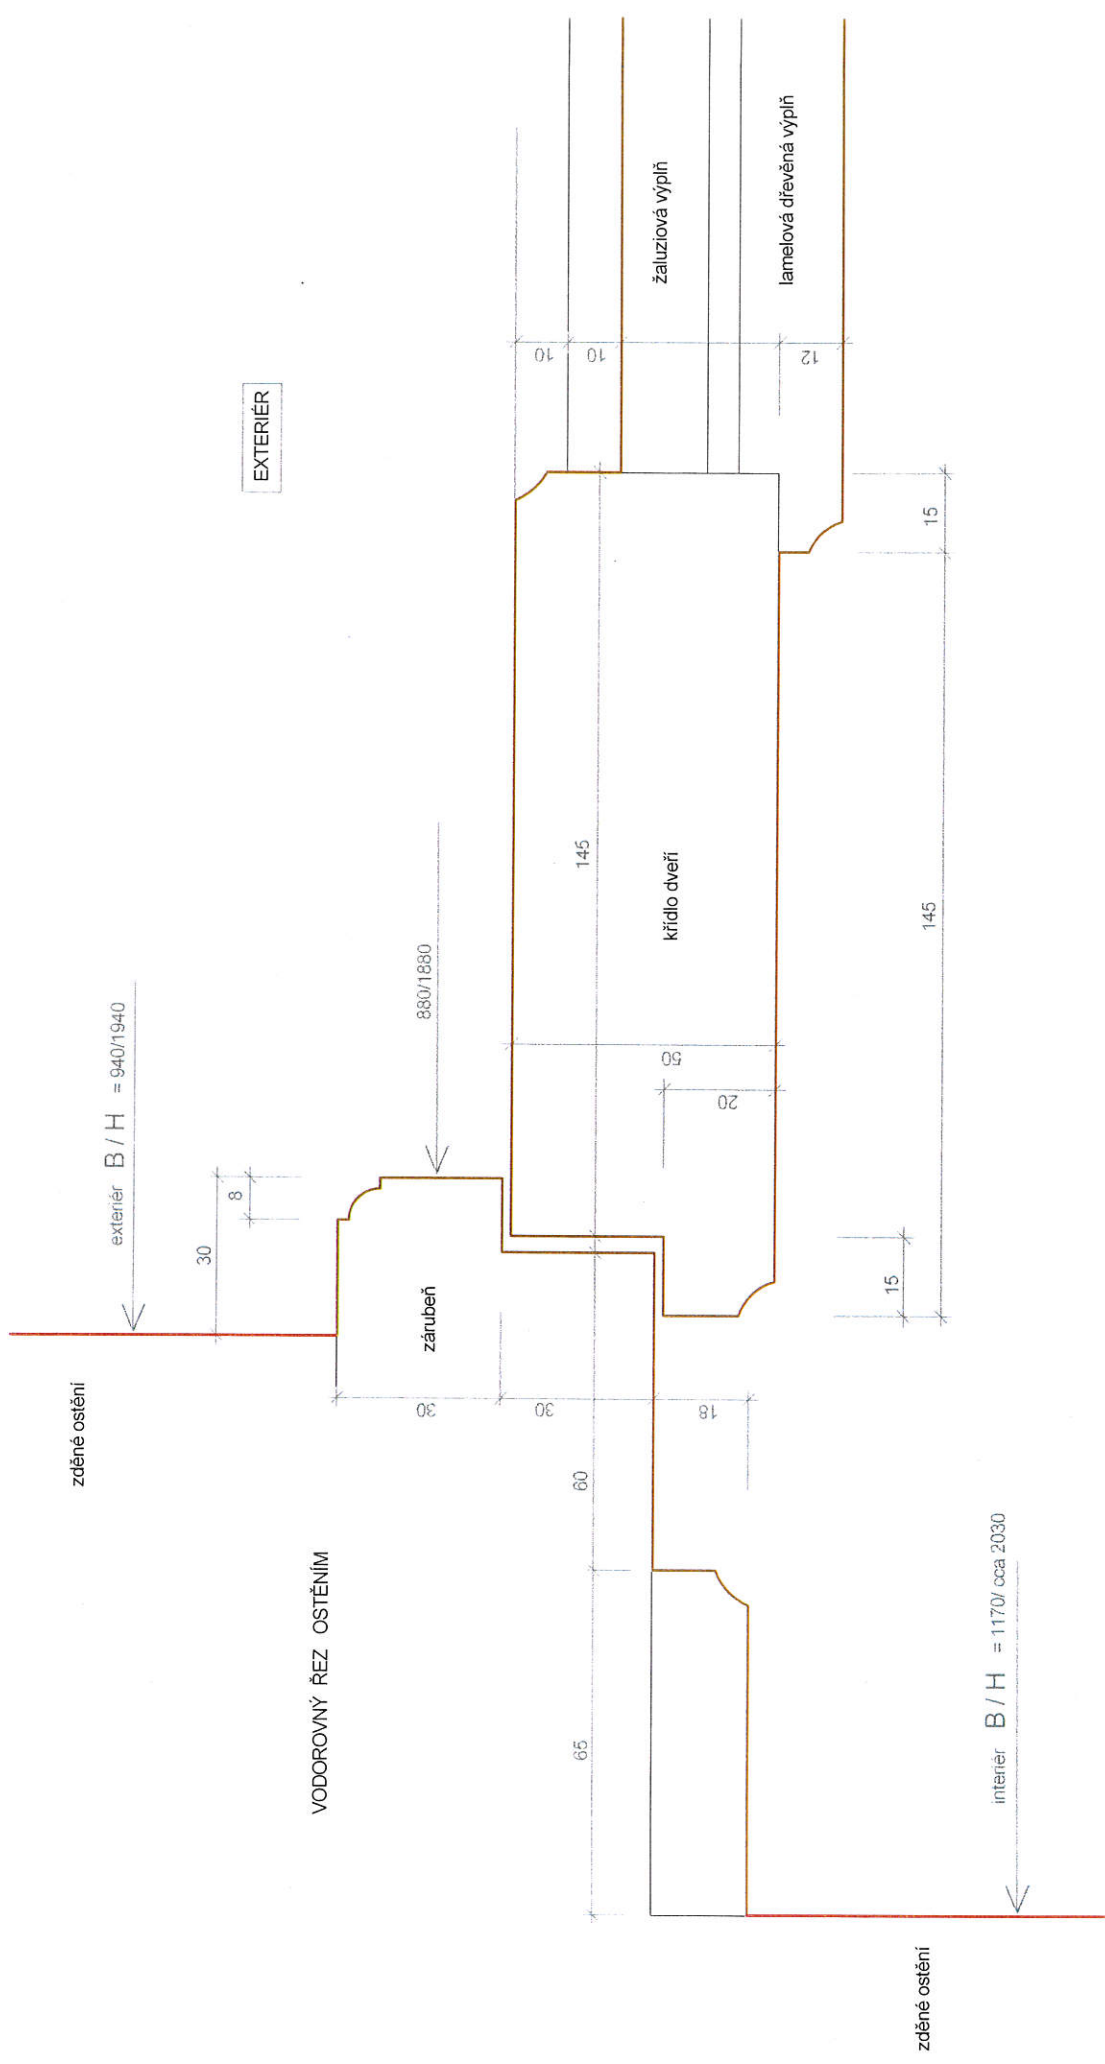 zděné ostění
VODOROVNÝ ŘEZ OSTĚNÍM
EXTERIÉR
exteriér B / H = 940/1940
30
8
880/1880
zárubeň
30
30
18
60
65
145
křídlo dveří
50
20
10
10
12
žaluziová výplň
lamelová dřevěná výplň
15
145
15
interiér B / H = 1170/ cca 2030
zděné ostění